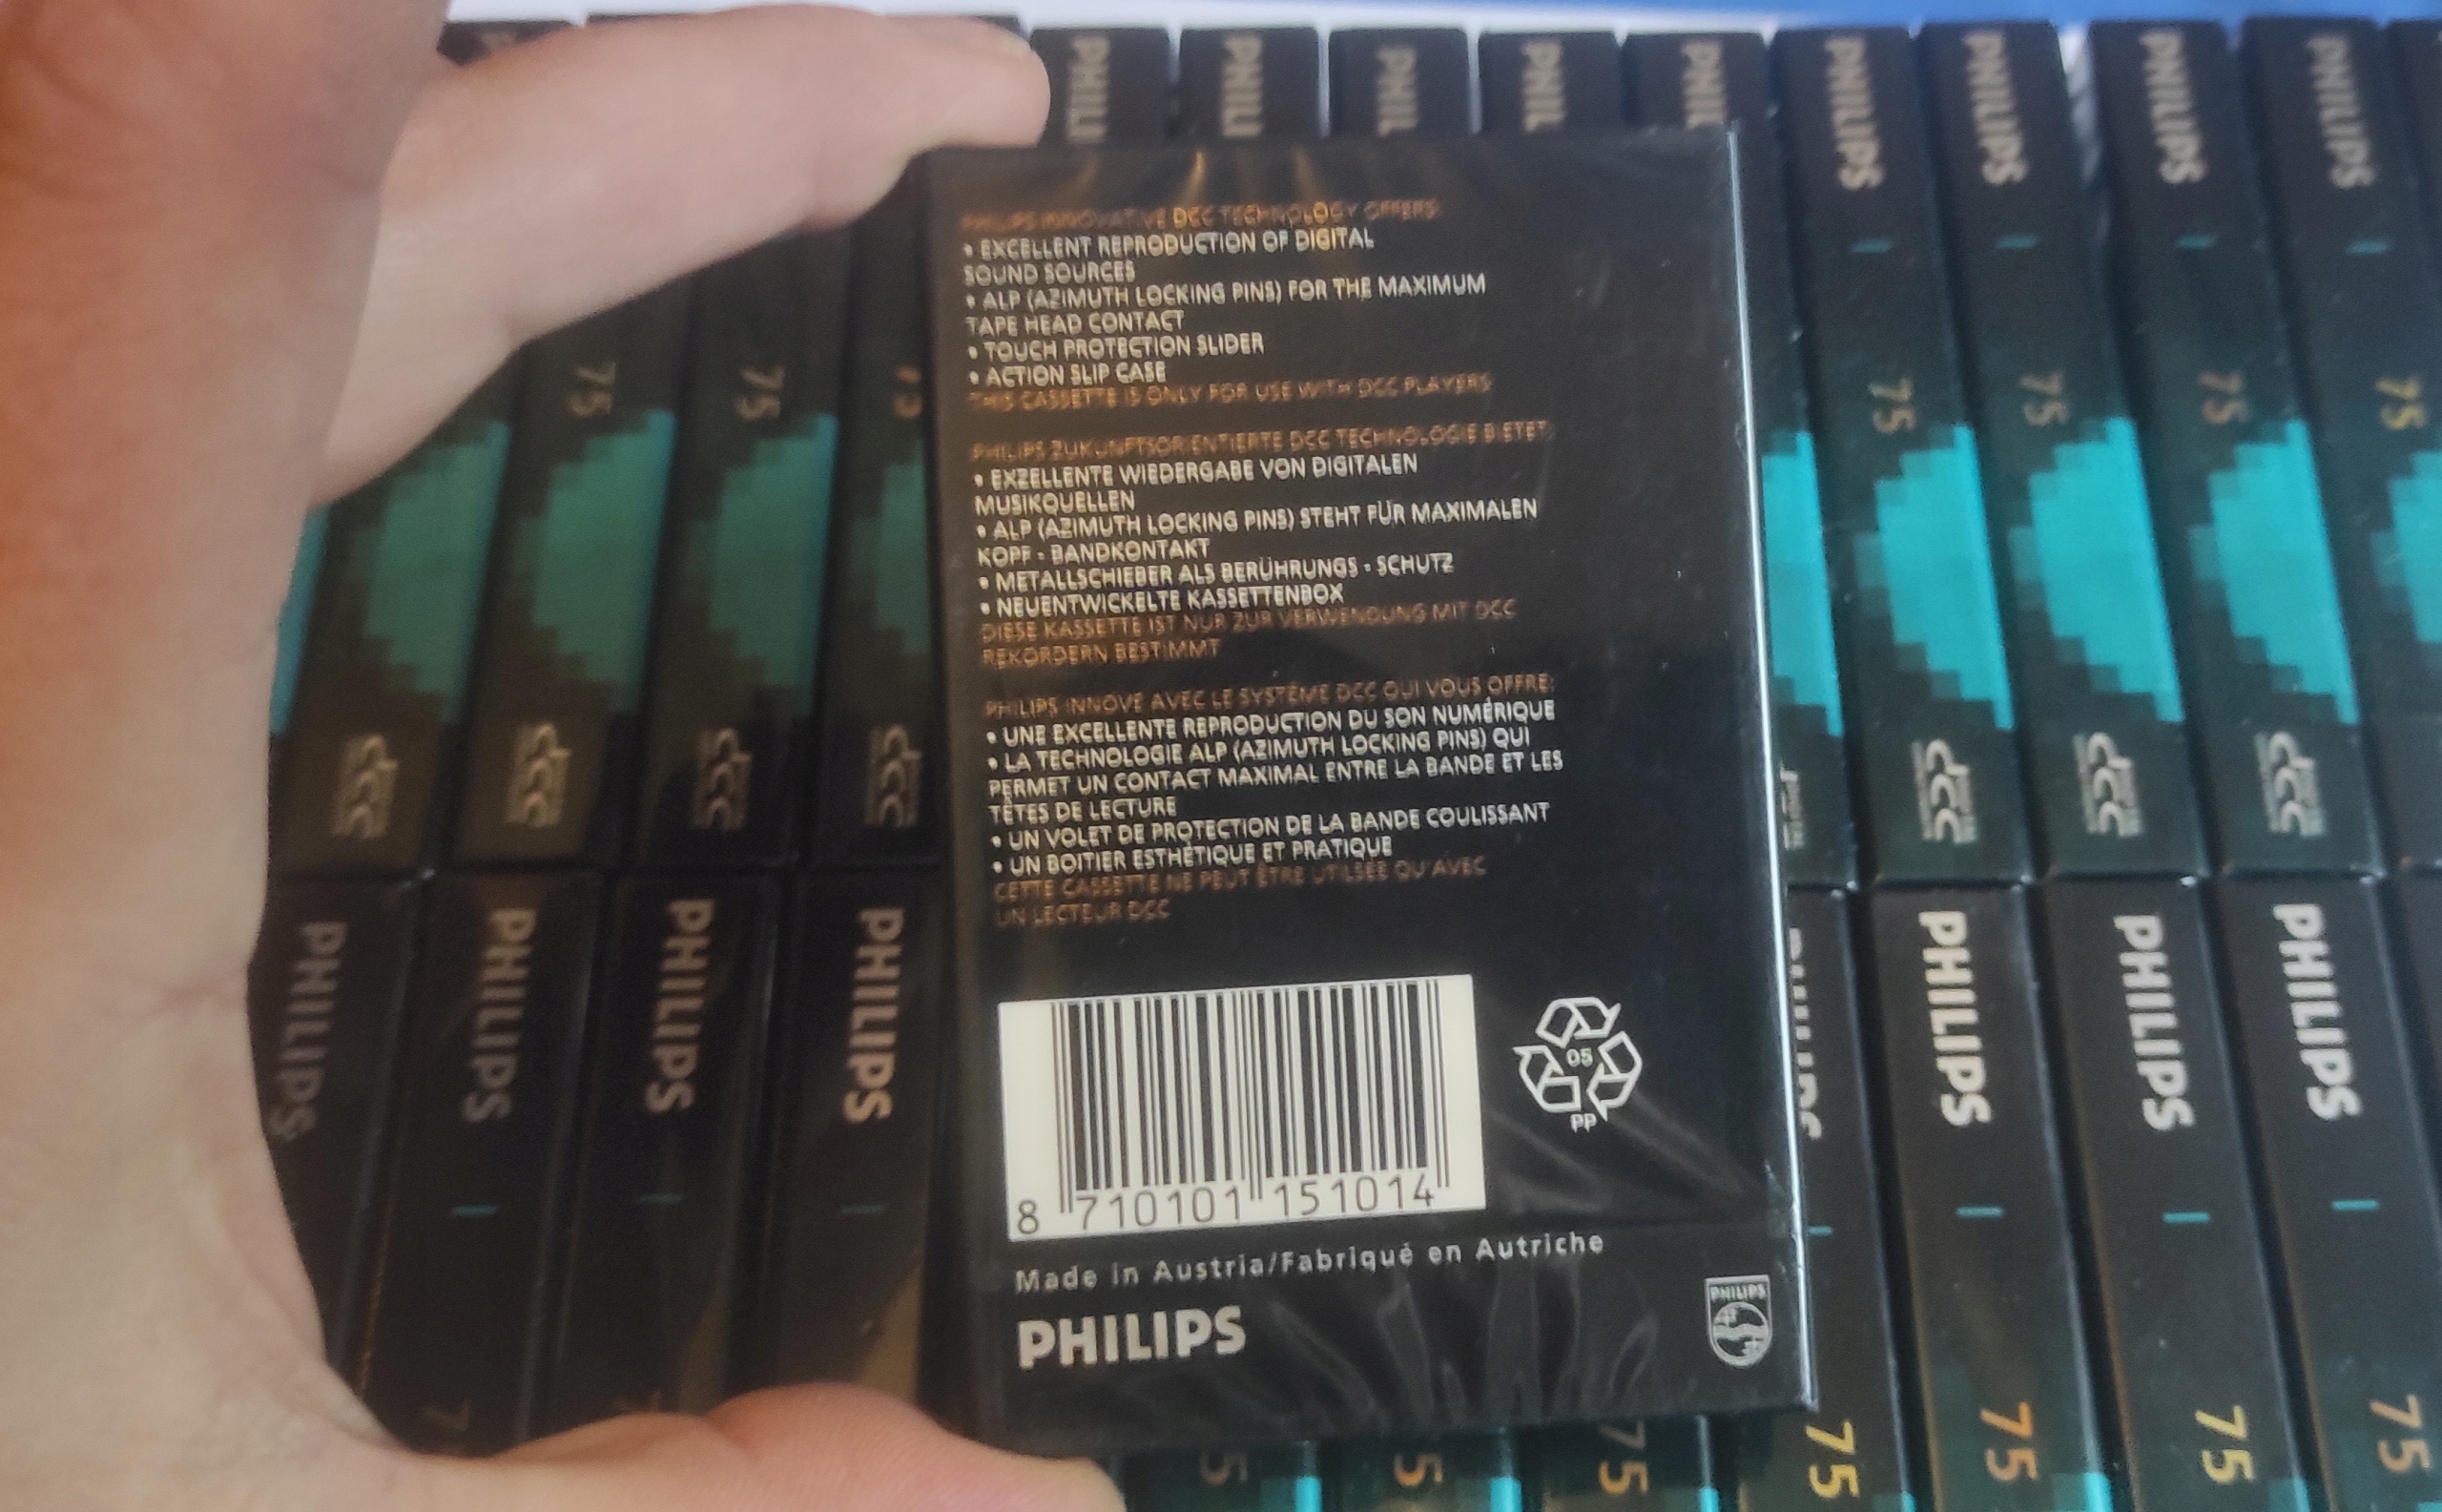 PHILIPS INNOVATIVE DCC TECHNOLOGY OFFERS:
• EXCELLENT REPRODUCTION OF DIGITAL
SOUND SOURCES
• ALP (AZIMUTH LOCKING PINS) FOR THE MAXIMUM
TAPE HEAD CONTACT
• TOUCH PROTECTION SLIDER
• ACTION SLIP CASE
THIS CASSETTE IS ONLY FOR USE WITH DCC PLAYERS
PHILIPS ZUKUNFTSORIENTIERTE DCC TECHNOLOGIE BIETET:
• EXZELLENTE WIEDERGABE VON DIGITALEN
MUSIKQUELLEN
• ALP (AZIMUTH LOCKING PINS) STEHT FÜR MAXIMALEN
KOPF - BANDKONTAKT
• METALLSCHIEBER ALS BERÜHRUNGS - SCHUTZ
• NEUENTWICKELTE KASSETTENBOX
DIESE KASSETTE IST NUR ZUR VERWENDUNG MIT DCC
REKORDERN BESTIMMT
PHILIPS INNOVE AVEC LE SYSTÈME DCC QUI VOUS OFFRE:
• UNE EXCELLENTE REPRODUCTION DU SON NUMÉRIQUE
• LA TECHNOLOGIE ALP (AZIMUTH LOCKING PINS) QUI
PERMET UN CONTACT MAXIMAL ENTRE LA BANDE ET LES
TÊTES DE LECTURE
• UN VOLET DE PROTECTION DE LA BANDE COULISSANT
• UN BOITIER ESTHÉTIQUE ET PRATIQUE
CETTE CASSETTE NE PEUT ÊTRE UTILSÉE QU'AVEC
UN LECTEUR DCC
8 710101 151014
05
PP
Made in Austria/Fabriqué en Autriche
PHILIPS
PHILIPS
PHILI
PHILI
PHIL
PHIL
PHILIPS
PHILIPS
PHILIPS
PHILIPS
75
75
75
75
75
75
dcc
dcc
dcc
dcc
dcc
dcc
dcc
PHILIPS
PHILIPS
PHILIPS
PHILIPS
PHILIPS
PHILIPS
PHILIPS
PHILIPS
75
75
75
75
75